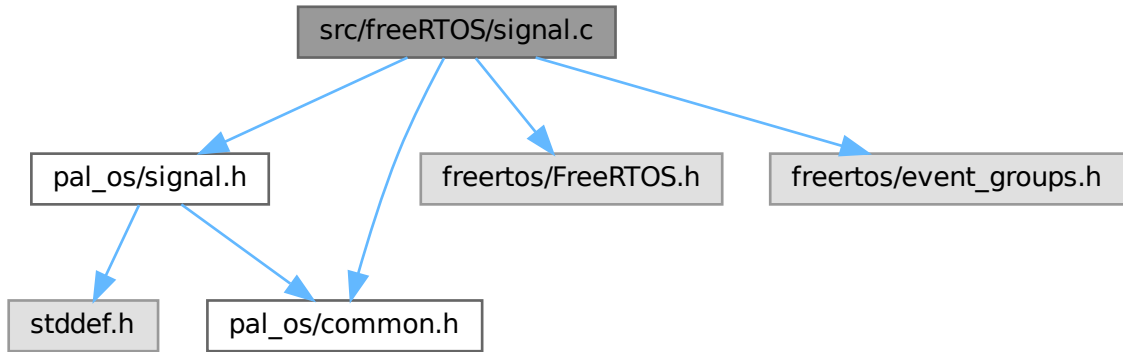 src/freeRTOS/signal.c
pal_os/signal.h
freertos/FreeRTOS.h
freertos/event_groups.h
stddef.h
pal_os/common.h